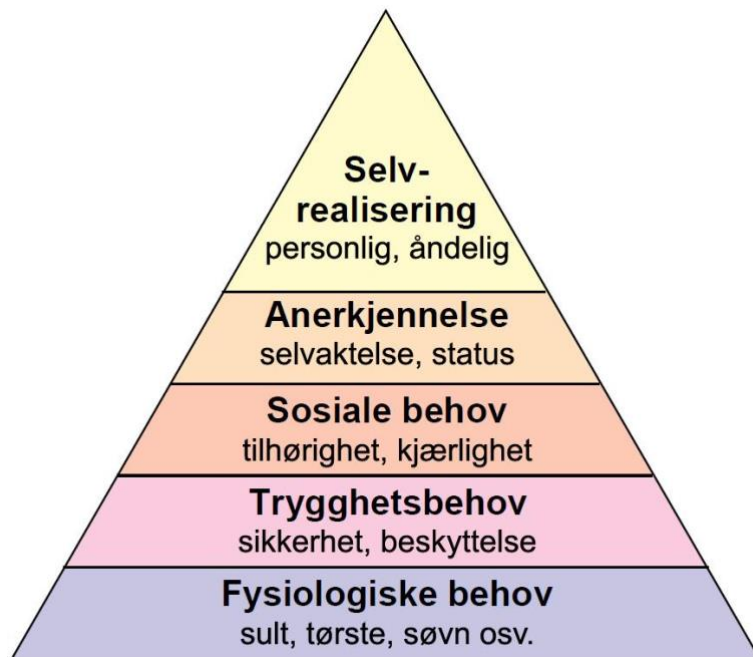 Selv-
realisering
personlig, åndelig
Anerkjennelse
selvaktelse, status
Sosiale behov
tilhørighet, kjærlighet
Trygghetsbehov
sikkerhet, beskyttelse
Fysiologiske behov
sult, tørste, søvn osv.